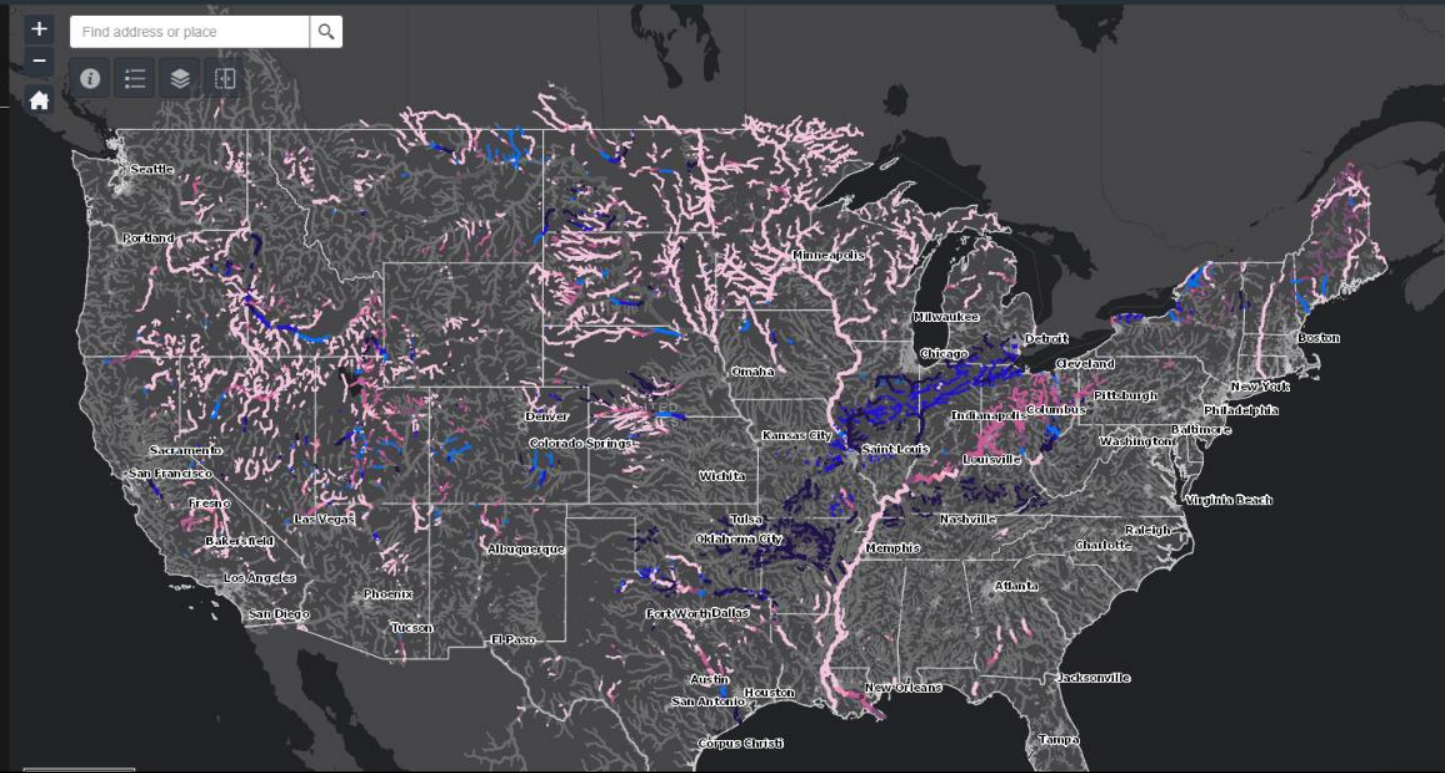 +
Find address or place
−
Seattle
Portland
Minneapolis
Milwaukee
Detroit
Boston
Chicago
Cleveland
Omaha
New York
Denver
Pittsburgh
Indianapolis
Columbus
Philadelphia
Kansas City
Baltimore
Colorado Springs
Washington
Sacramento
Saint Louis
Louisville
San Francisco
Wichita
Virginia Beach
Fresno
Las Vegas
Tulsa
Nashville
Raleigh
Bakersfield
Oklahoma City
Albuquerque
Memphis
Charlotte
Los Angeles
Atlanta
Phoenix
San Diego
Fort Worth
Dallas
Tucson
El Paso
Austin
Jacksonville
New Orleans
Houston
San Antonio
Corpus Christi
Tampa